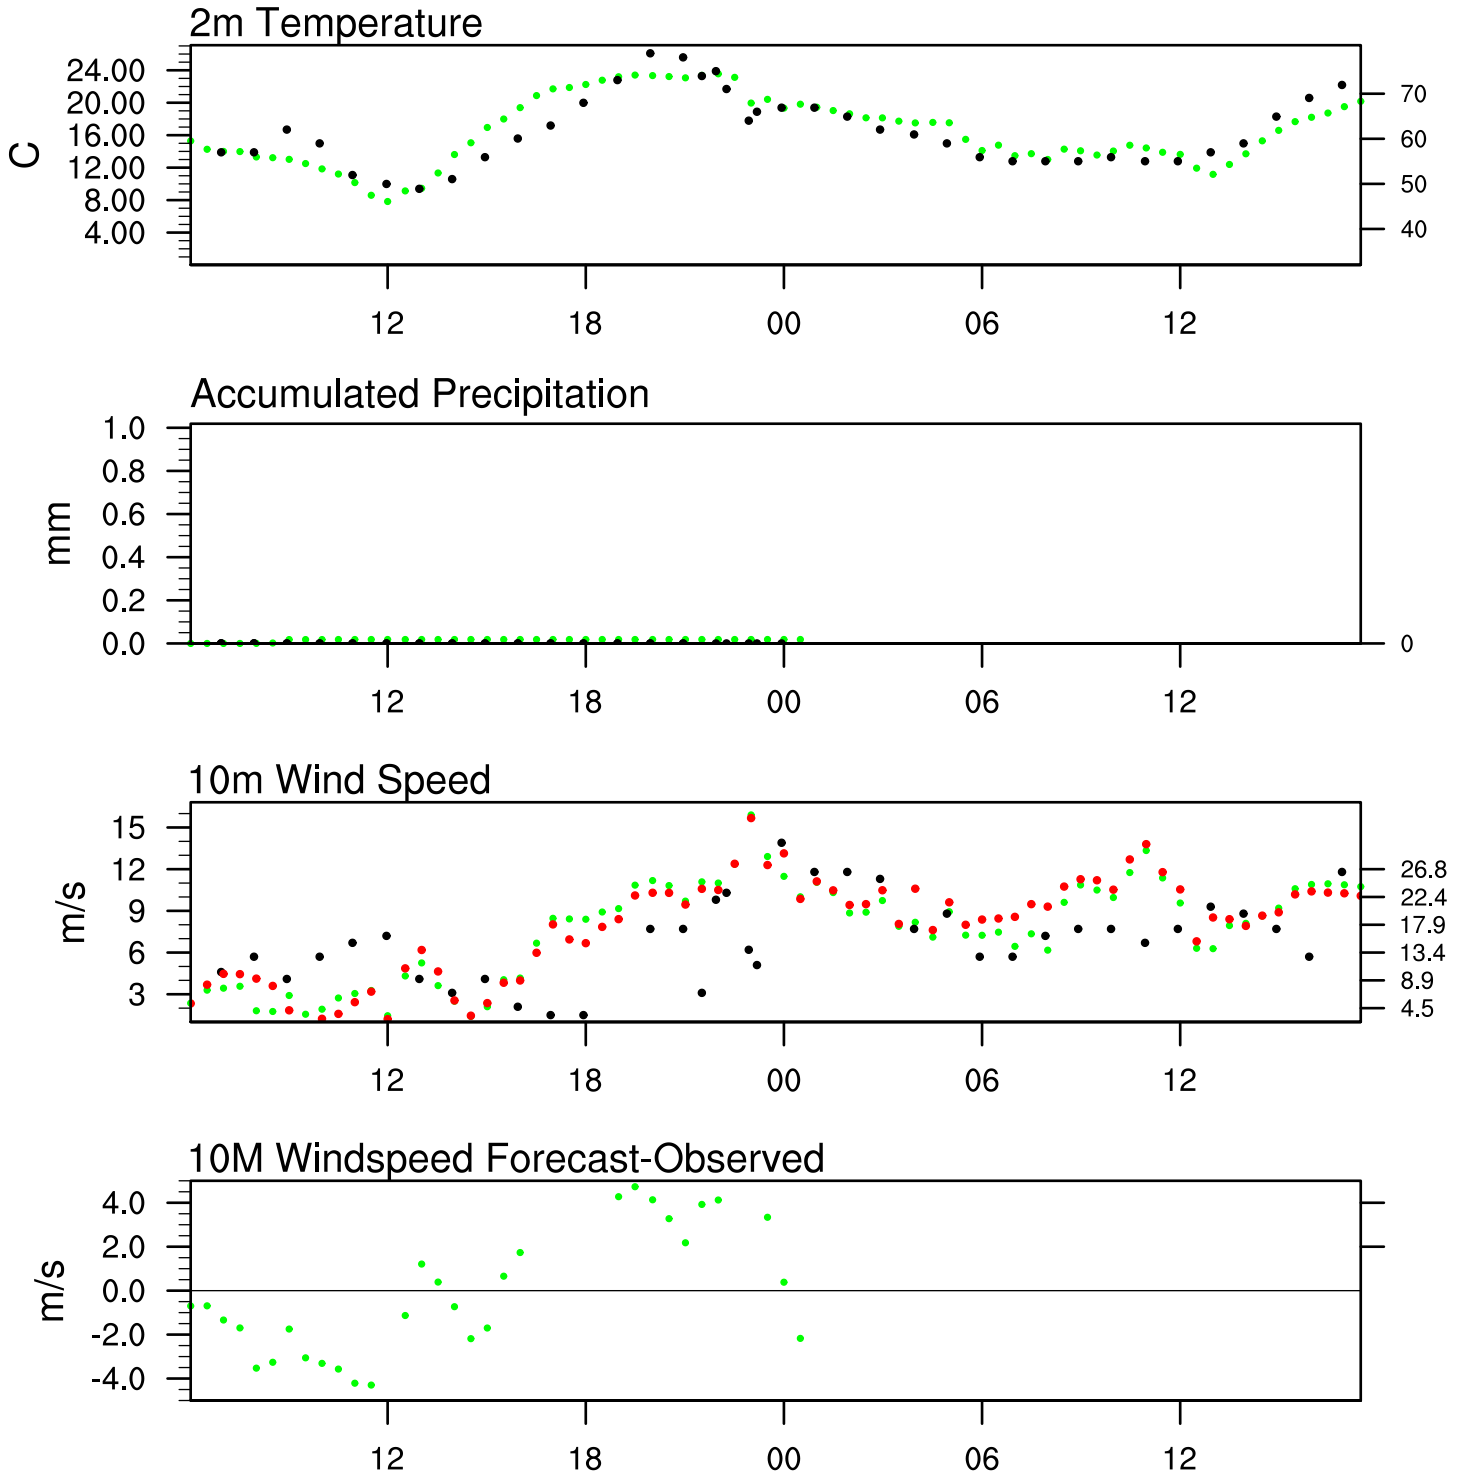 2m Temperature
24.00
20.00
16.00
12.00
8.00
4.00
C
70
60
50
40
12 18 00 06 12
Accumulated Precipitation
1.0
0.8
0.6
0.4
0.2
0.0
mm
0
12 18 00 06 12
10m Wind Speed
15
12
9
6
3
m/s
26.8
22.4
17.9
13.4
8.9
4.5
12 18 00 06 12
10M Windspeed Forecast-Observed
4.0
2.0
0.0
-2.0
-4.0
m/s
12 18 00 06 12